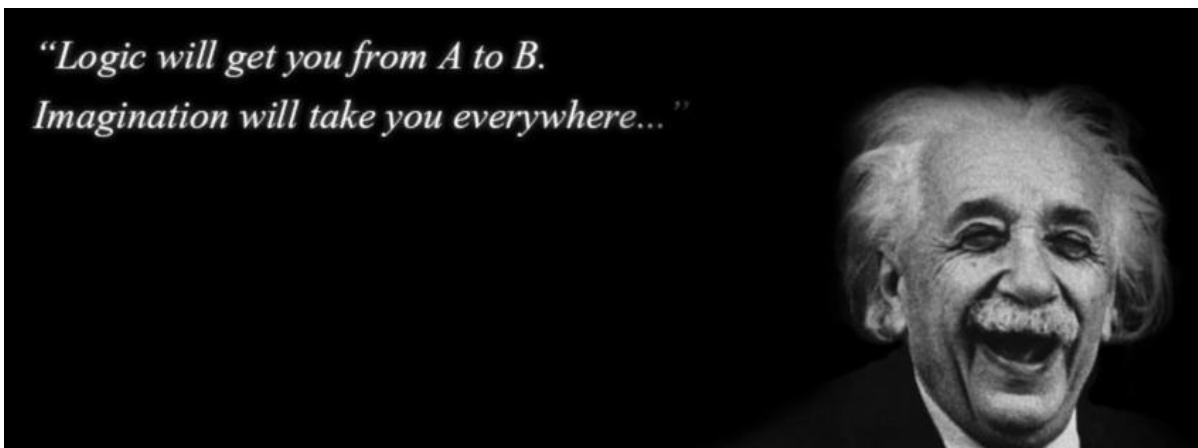 “Logic will get you from A to B.
Imagination will take you everywhere...”